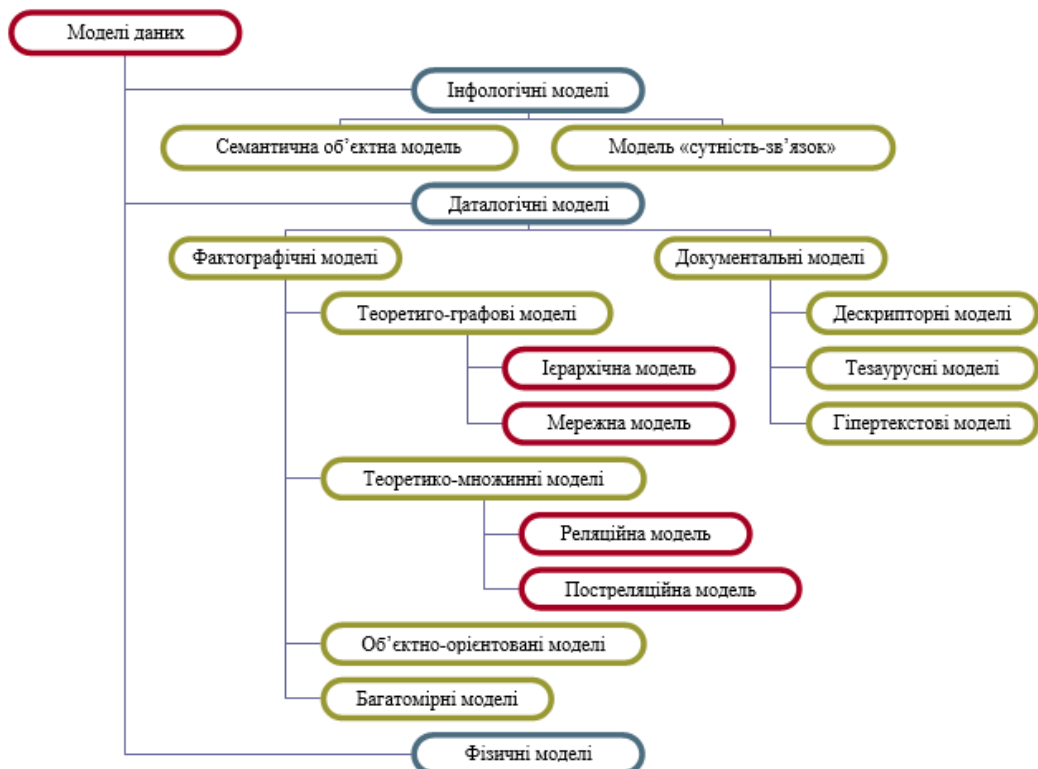 Моделі даних
Інфологічні моделі
Семантична об’єктна модель
Модель «сутність-зв’язок»
Даталогічні моделі
Фактографічні моделі
Документальні моделі
Теоретиго-графові моделі
Дескрипторні моделі
Ієрархічна модель
Тезаурусні моделі
Мережна модель
Гіпертекстові моделі
Теоретико-множинні моделі
Реляційна модель
Постреляційна модель
Об’єктно-орієнтовані моделі
Багатомірні моделі
Фізичні моделі